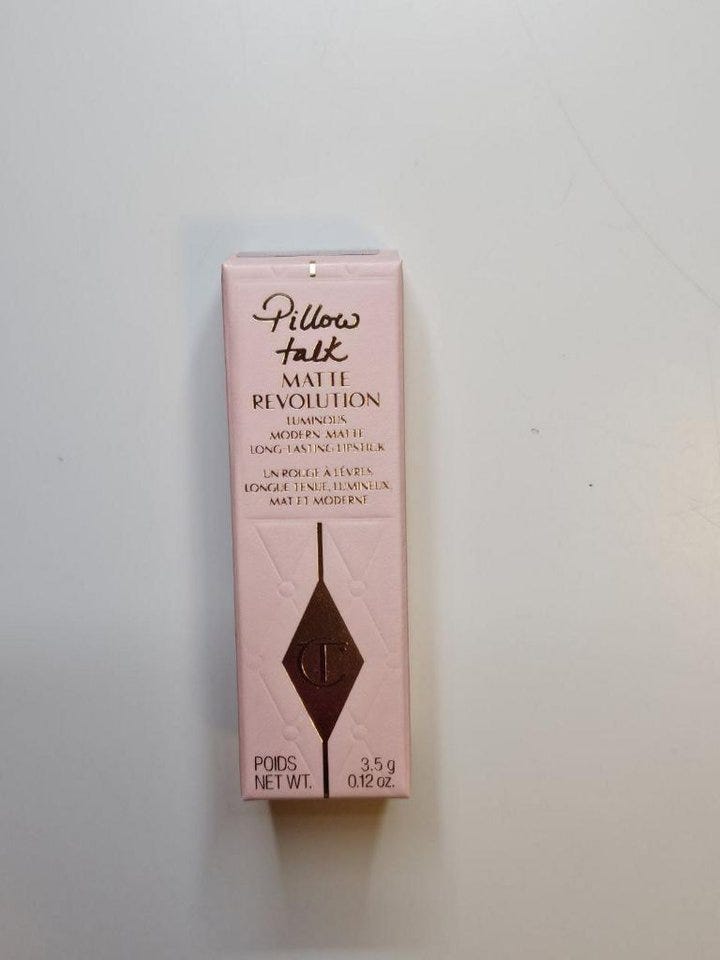 Pillow
talk
MATTE
REVOLUTION
LUMINOUS
MODERN MATTE
LONG-LASTING LIPSTICK
UN ROUGE À LÈVRES
LONGUE TENUE, LUMINEUX,
MAT ET MODERNE
CT
POIDS 3.5 g
NET WT. 0.12 oz.